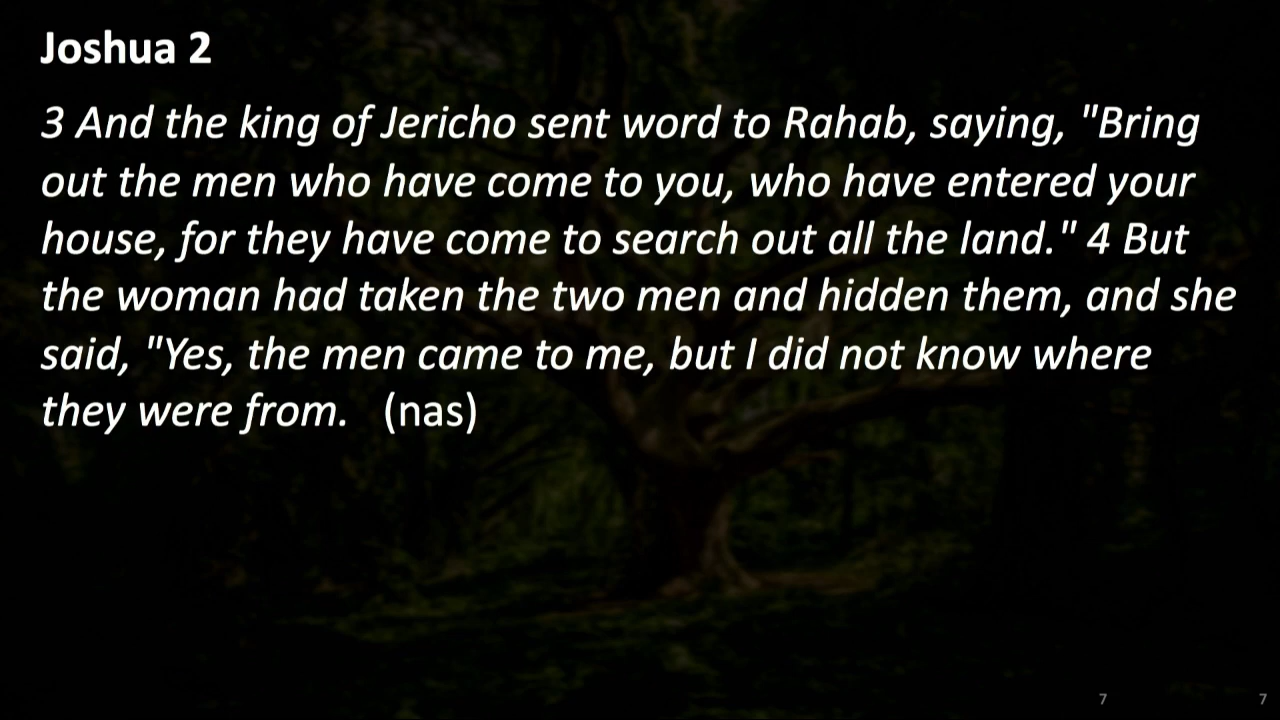 Joshua 2
3 And the king of Jericho sent word to Rahab, saying, "Bring
out the men who have come to you, who have entered your
house, for they have come to search out all the land." 4 But
the woman had taken the two men and hidden them, and she
said, "Yes, the men came to me, but I did not know where
they were from.   (nas)
7 7